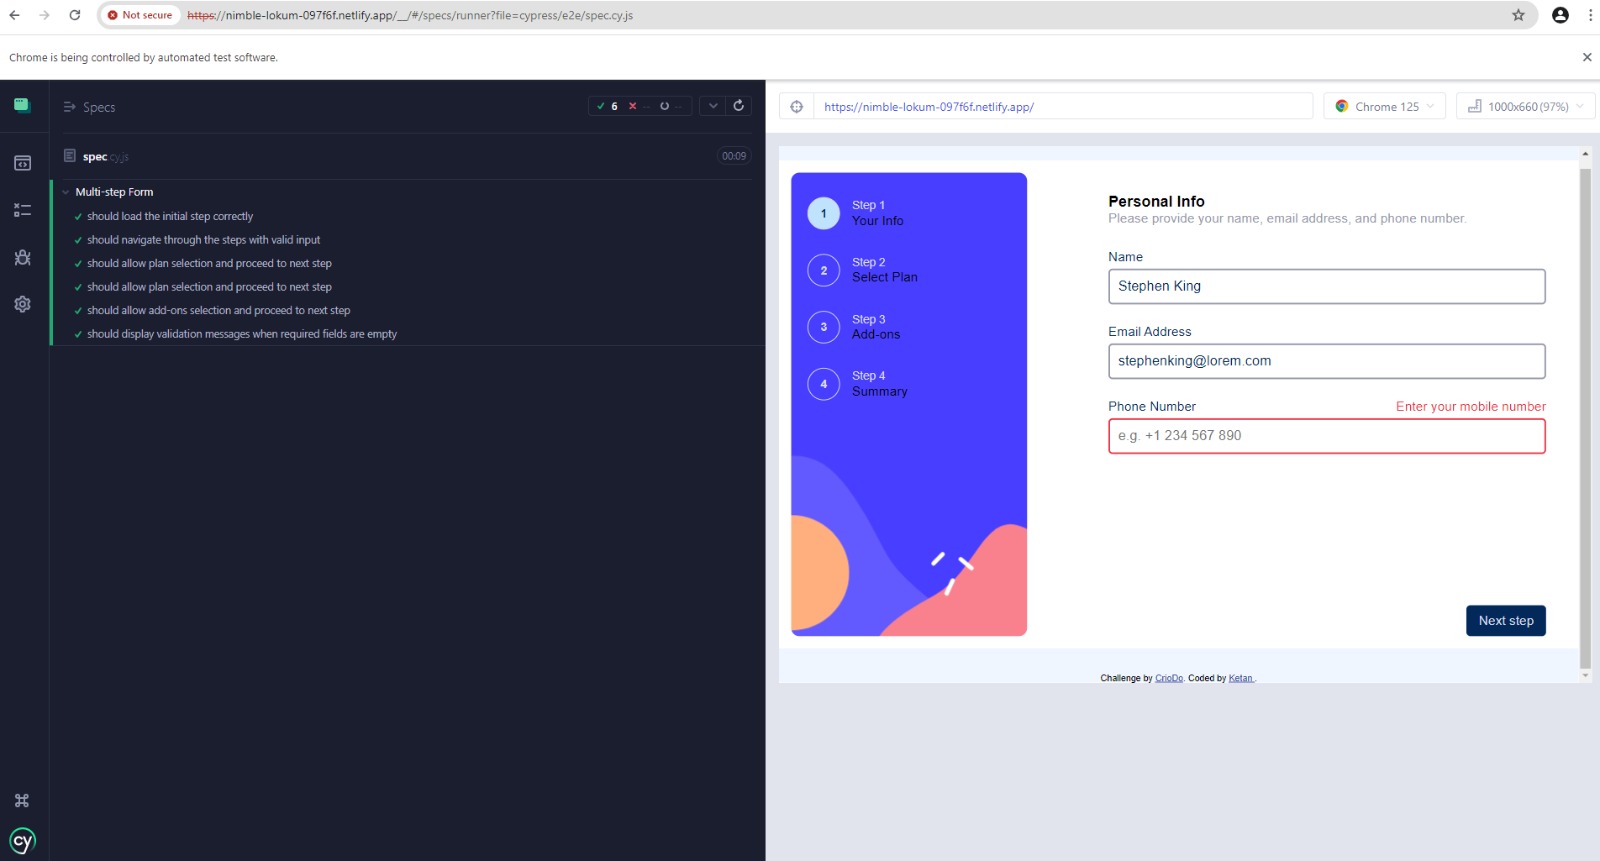 Not secure https://nimble-lokum-097f6f.netlify.app/__/#/specs/runner?file=cypress/e2e/spec.cy.js
Chrome is being controlled by automated test software.
Specs
6 -- --
spec cy.js
00:09
Multi-step Form
should load the initial step correctly
should navigate through the steps with valid input
should allow plan selection and proceed to next step
should allow plan selection and proceed to next step
should allow add-ons selection and proceed to next step
should display validation messages when required fields are empty
cy
https://nimble-lokum-097f6f.netlify.app/
Chrome 125
1000x660 (97%)
1
Step 1
Your Info
2
Step 2
Select Plan
3
Step 3
Add-ons
4
Step 4
Summary
Personal Info
Please provide your name, email address, and phone number.
Name
Stephen King
Email Address
stephenking@lorem.com
Phone Number Enter your mobile number
e.g. +1 234 567 890
Next step
Challenge by CrioDo. Coded by Ketan .